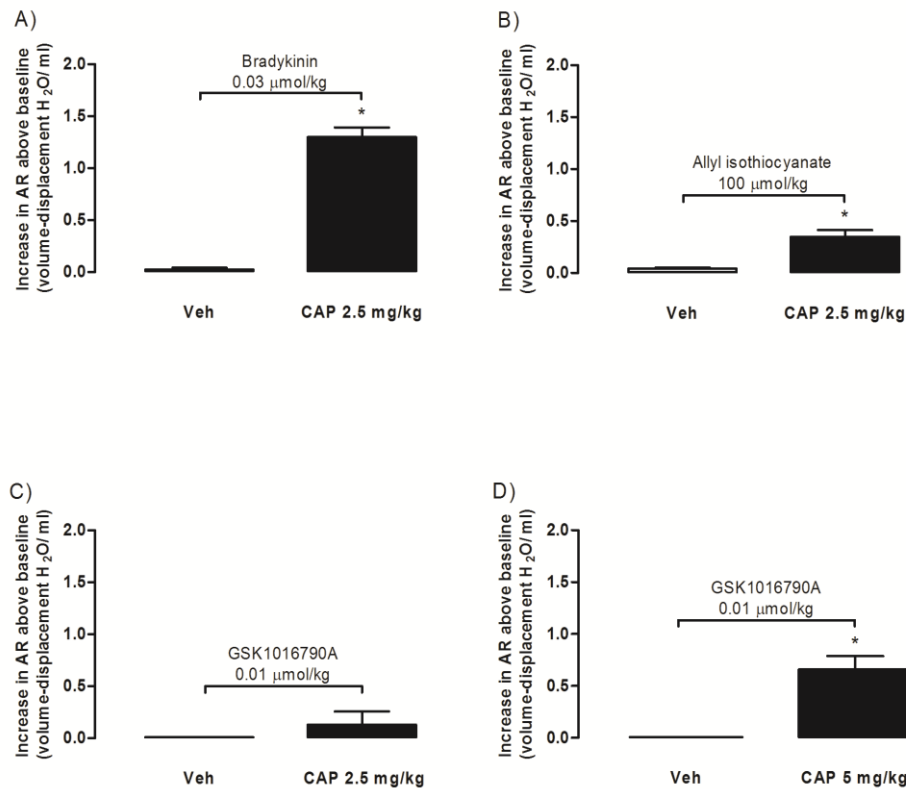 A)
Increase in AR above baseline
(volume-displacement H₂O/ ml)
2.0
1.5
1.0
0.5
0.0
Bradykinin
0.03 μmol/kg
*
Veh
CAP 2.5 mg/kg
B)
Increase in AR above baseline
(volume-displacement H₂O/ ml)
2.0
1.5
1.0
0.5
0.0
Allyl isothiocyanate
100 μmol/kg
*
Veh
CAP 2.5 mg/kg
C)
Increase in AR above baseline
(volume-displacement H₂O/ ml)
2.0
1.5
1.0
0.5
0.0
GSK1016790A
0.01 μmol/kg
Veh
CAP 2.5 mg/kg
D)
Increase in AR above baseline
(volume-displacement H₂O/ ml)
2.0
1.5
1.0
0.5
0.0
GSK1016790A
0.01 μmol/kg
*
Veh
CAP 5 mg/kg